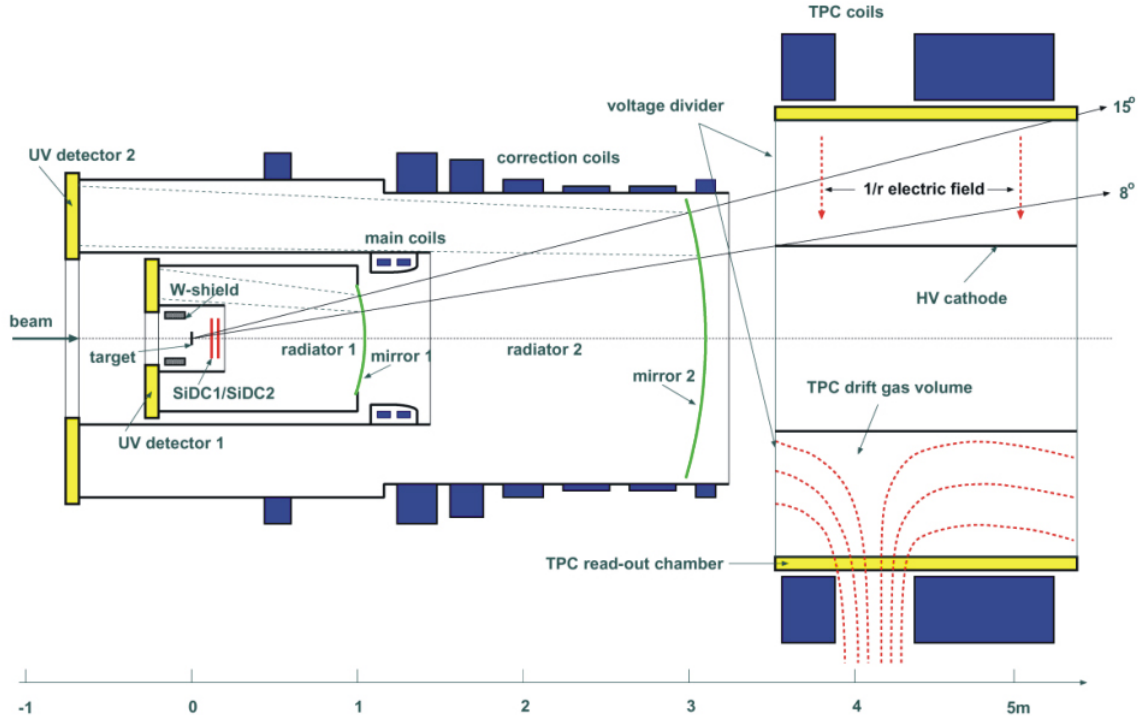 TPC coils
voltage divider
15°
UV detector 2
correction coils
1/r electric field
8°
main coils
W-shield
HV cathode
beam
target
radiator 1
mirror 1
radiator 2
mirror 2
SiDC1/SiDC2
TPC drift gas volume
UV detector 1
TPC read-out chamber
-1 0 1 2 3 4 5m